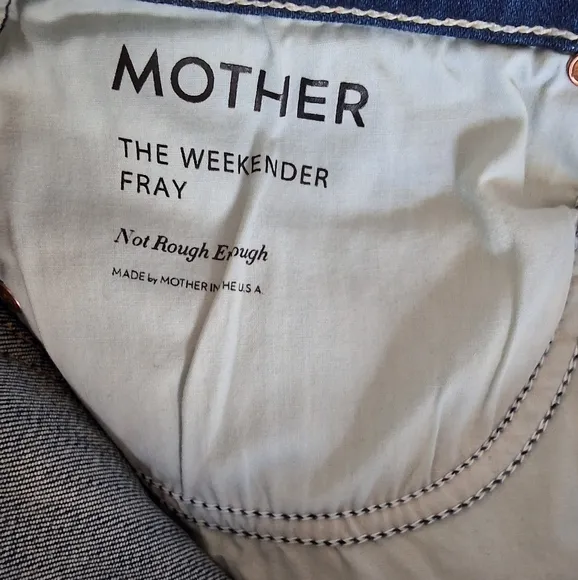 MOTHER
THE WEEKENDER
FRAY
Not Rough Enough
MADE by MOTHER IN THE U.S.A.